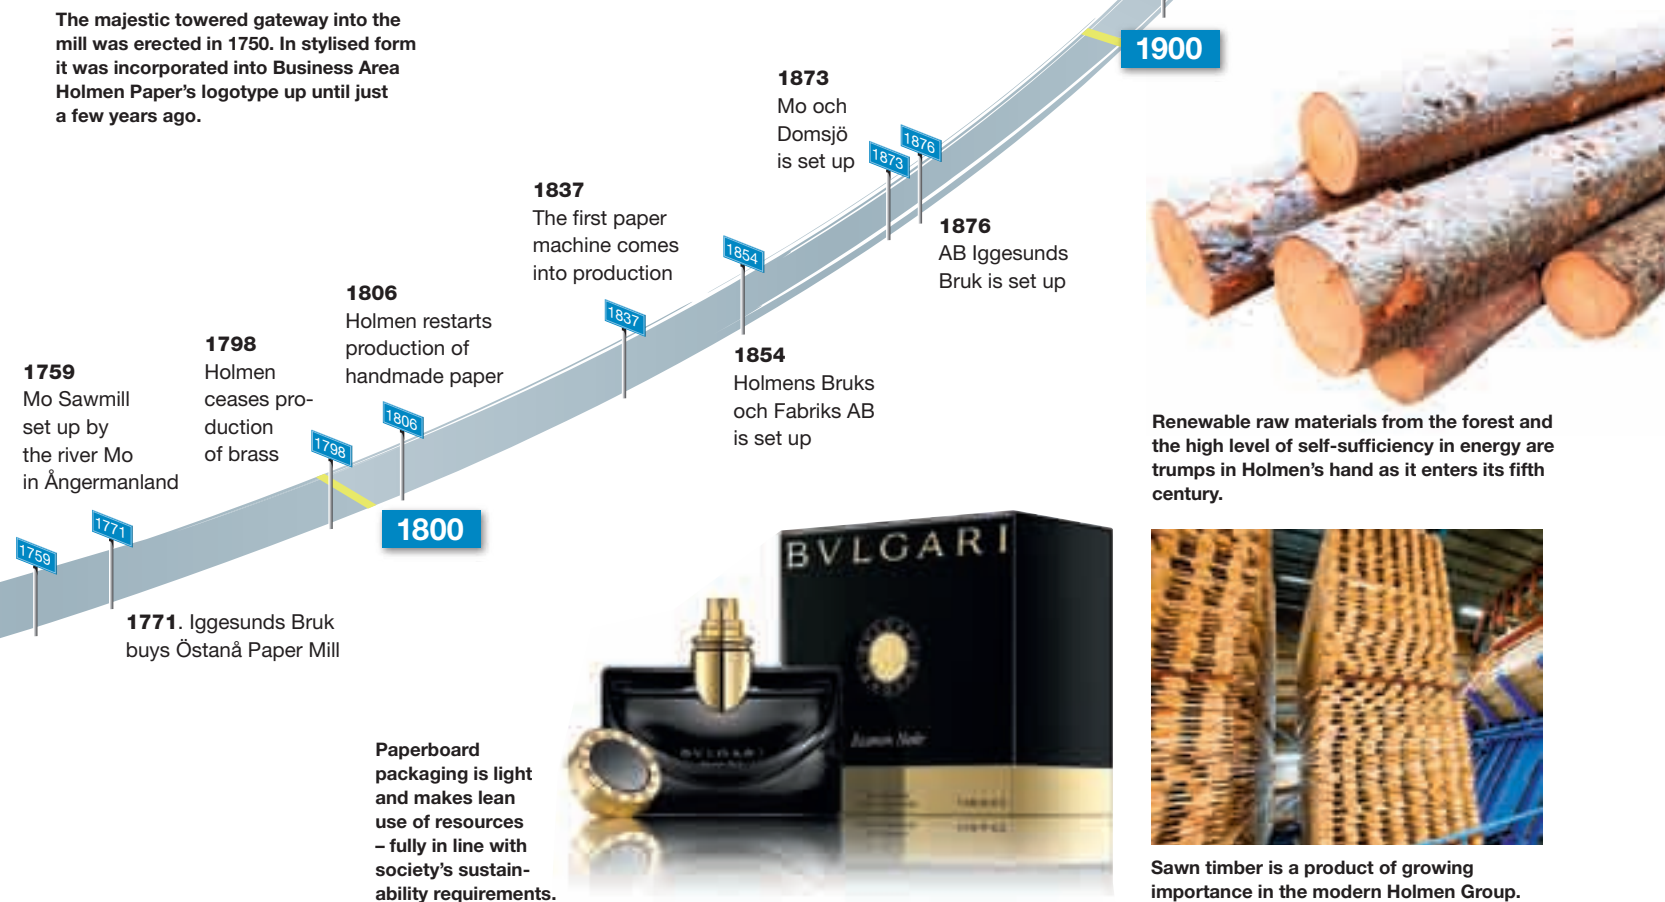 The majestic towered gateway into the
mill was erected in 1750. In stylised form
it was incorporated into Business Area
Holmen Paper’s logotype up until just
a few years ago.
1759
Mo Sawmill
set up by
the river Mo
in Ångermanland
1759
1771
1771. Iggesunds Bruk
buys Östanå Paper Mill
1798
Holmen
ceases pro-
duction
of brass
1798
1800
1806
Holmen restarts
production of
handmade paper
1806
1837
The first paper
machine comes
into production
1837
1854
1854
Holmens Bruks
och Fabriks AB
is set up
1873
Mo och
Domsjö
is set up
1873
1876
1876
AB Iggesunds
Bruk is set up
1900
Renewable raw materials from the forest and
the high level of self-sufficiency in energy are
trumps in Holmen’s hand as it enters its fifth
century.
BVLGARI
BVLGARI
Paperboard
packaging is light
and makes lean
use of resources
– fully in line with
society’s sustain-
ability requirements.
Sawn timber is a product of growing
importance in the modern Holmen Group.